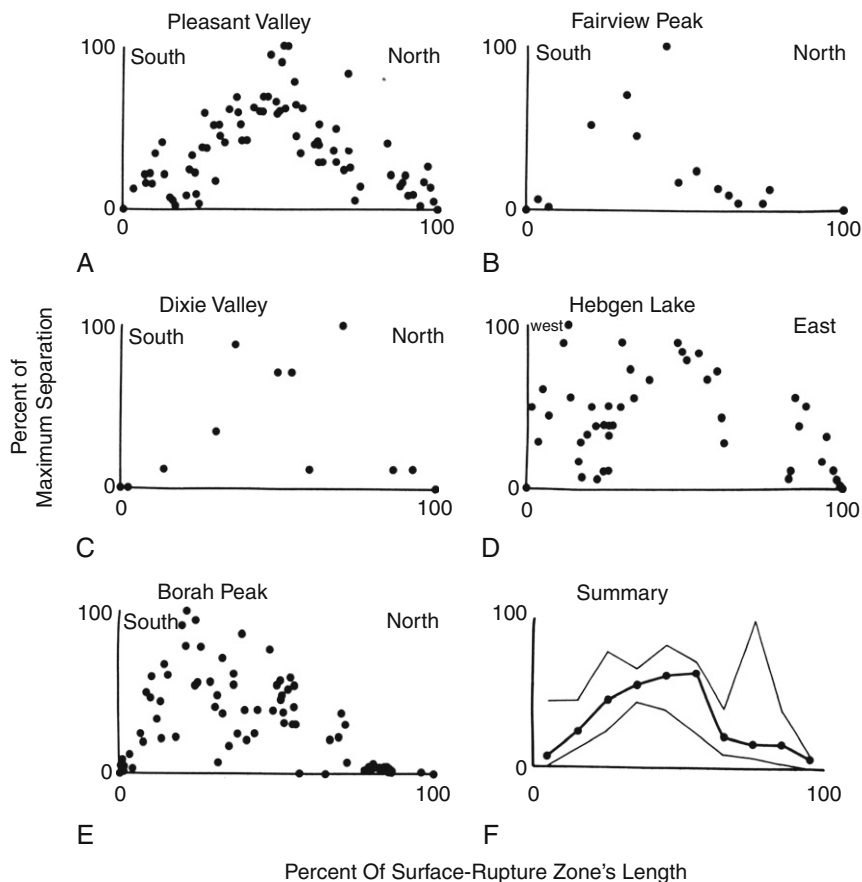 Pleasant Valley
100
South
North
0
0
100
A
Fairview Peak
100
South
North
0
0
100
B
Dixie Valley
100
South
North
0
0
100
C
Hebgen Lake
100
west
East
0
0
100
D
Borah Peak
100
South
North
0
0
100
E
Summary
100
0
0
100
F
Percent of
Maximum Separation
Percent Of Surface-Rupture Zone's Length